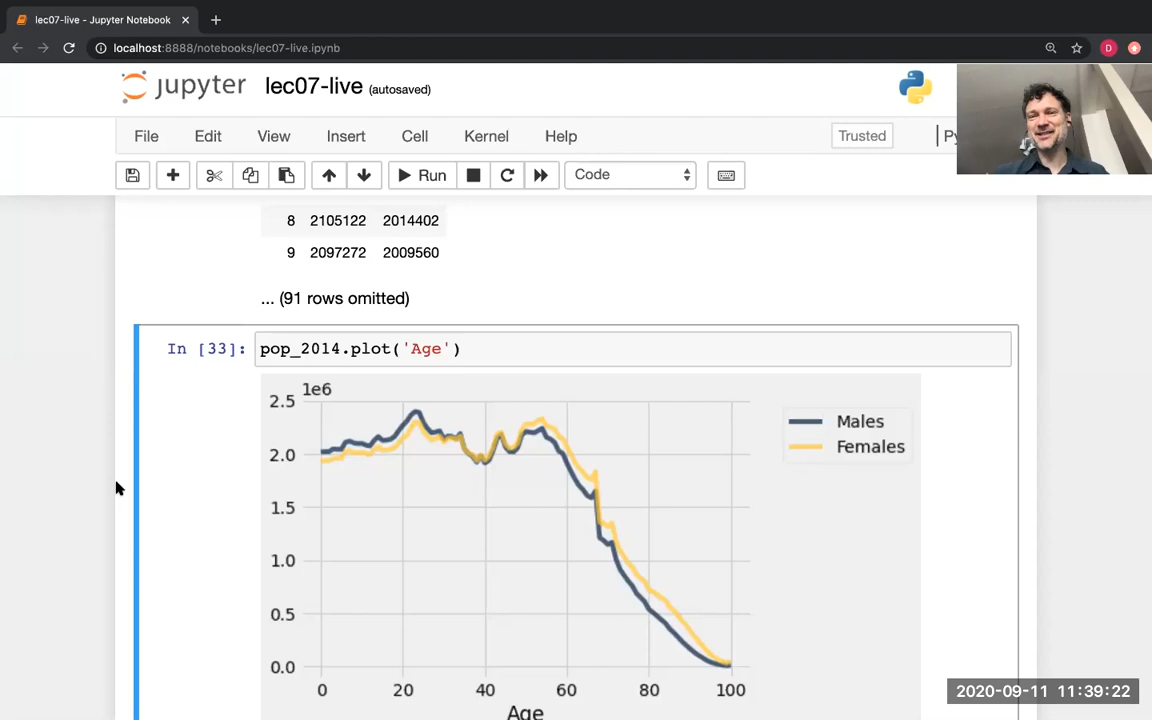 lec07-live - Jupyter Notebook
localhost:8888/notebooks/lec07-live.ipynb
D
jupyter lec07-live (autosaved)
File Edit View Insert Cell Kernel Help Trusted
Run Code
8 2105122 2014402
9 2097272 2009560
... (91 rows omitted)
In [33]: pop_2014.plot('Age')
1e6
2.5
2.0
1.5
1.0
0.5
0.0
0 20 40 60 80 100
Age
Males
Females
2020-09-11 11:39:22